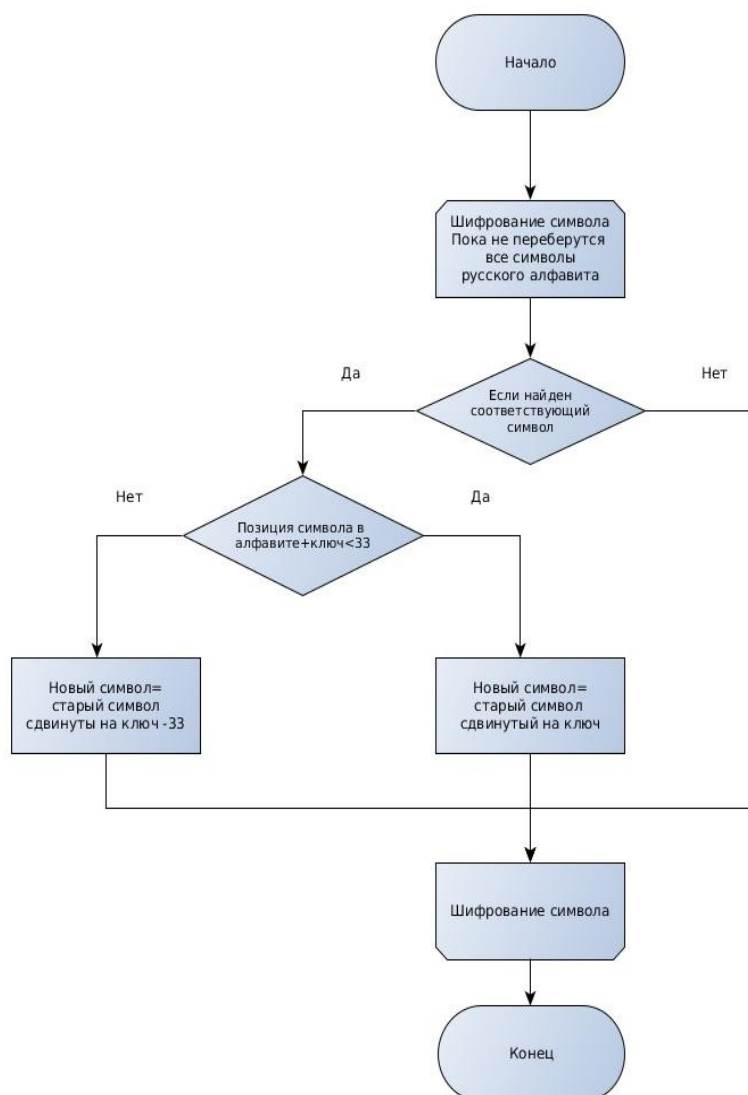 Начало
Шифрование символа
Пока не переберутся
все символы
русского алфавита
Да
Нет
Если найден
соответствующий
символ
Нет
Да
Позиция символа в
алфавите+ключ<33
Новый символ=
старый символ
сдвинуты на ключ -33
Новый символ=
старый символ
сдвинутый на ключ
Шифрование символа
Конец